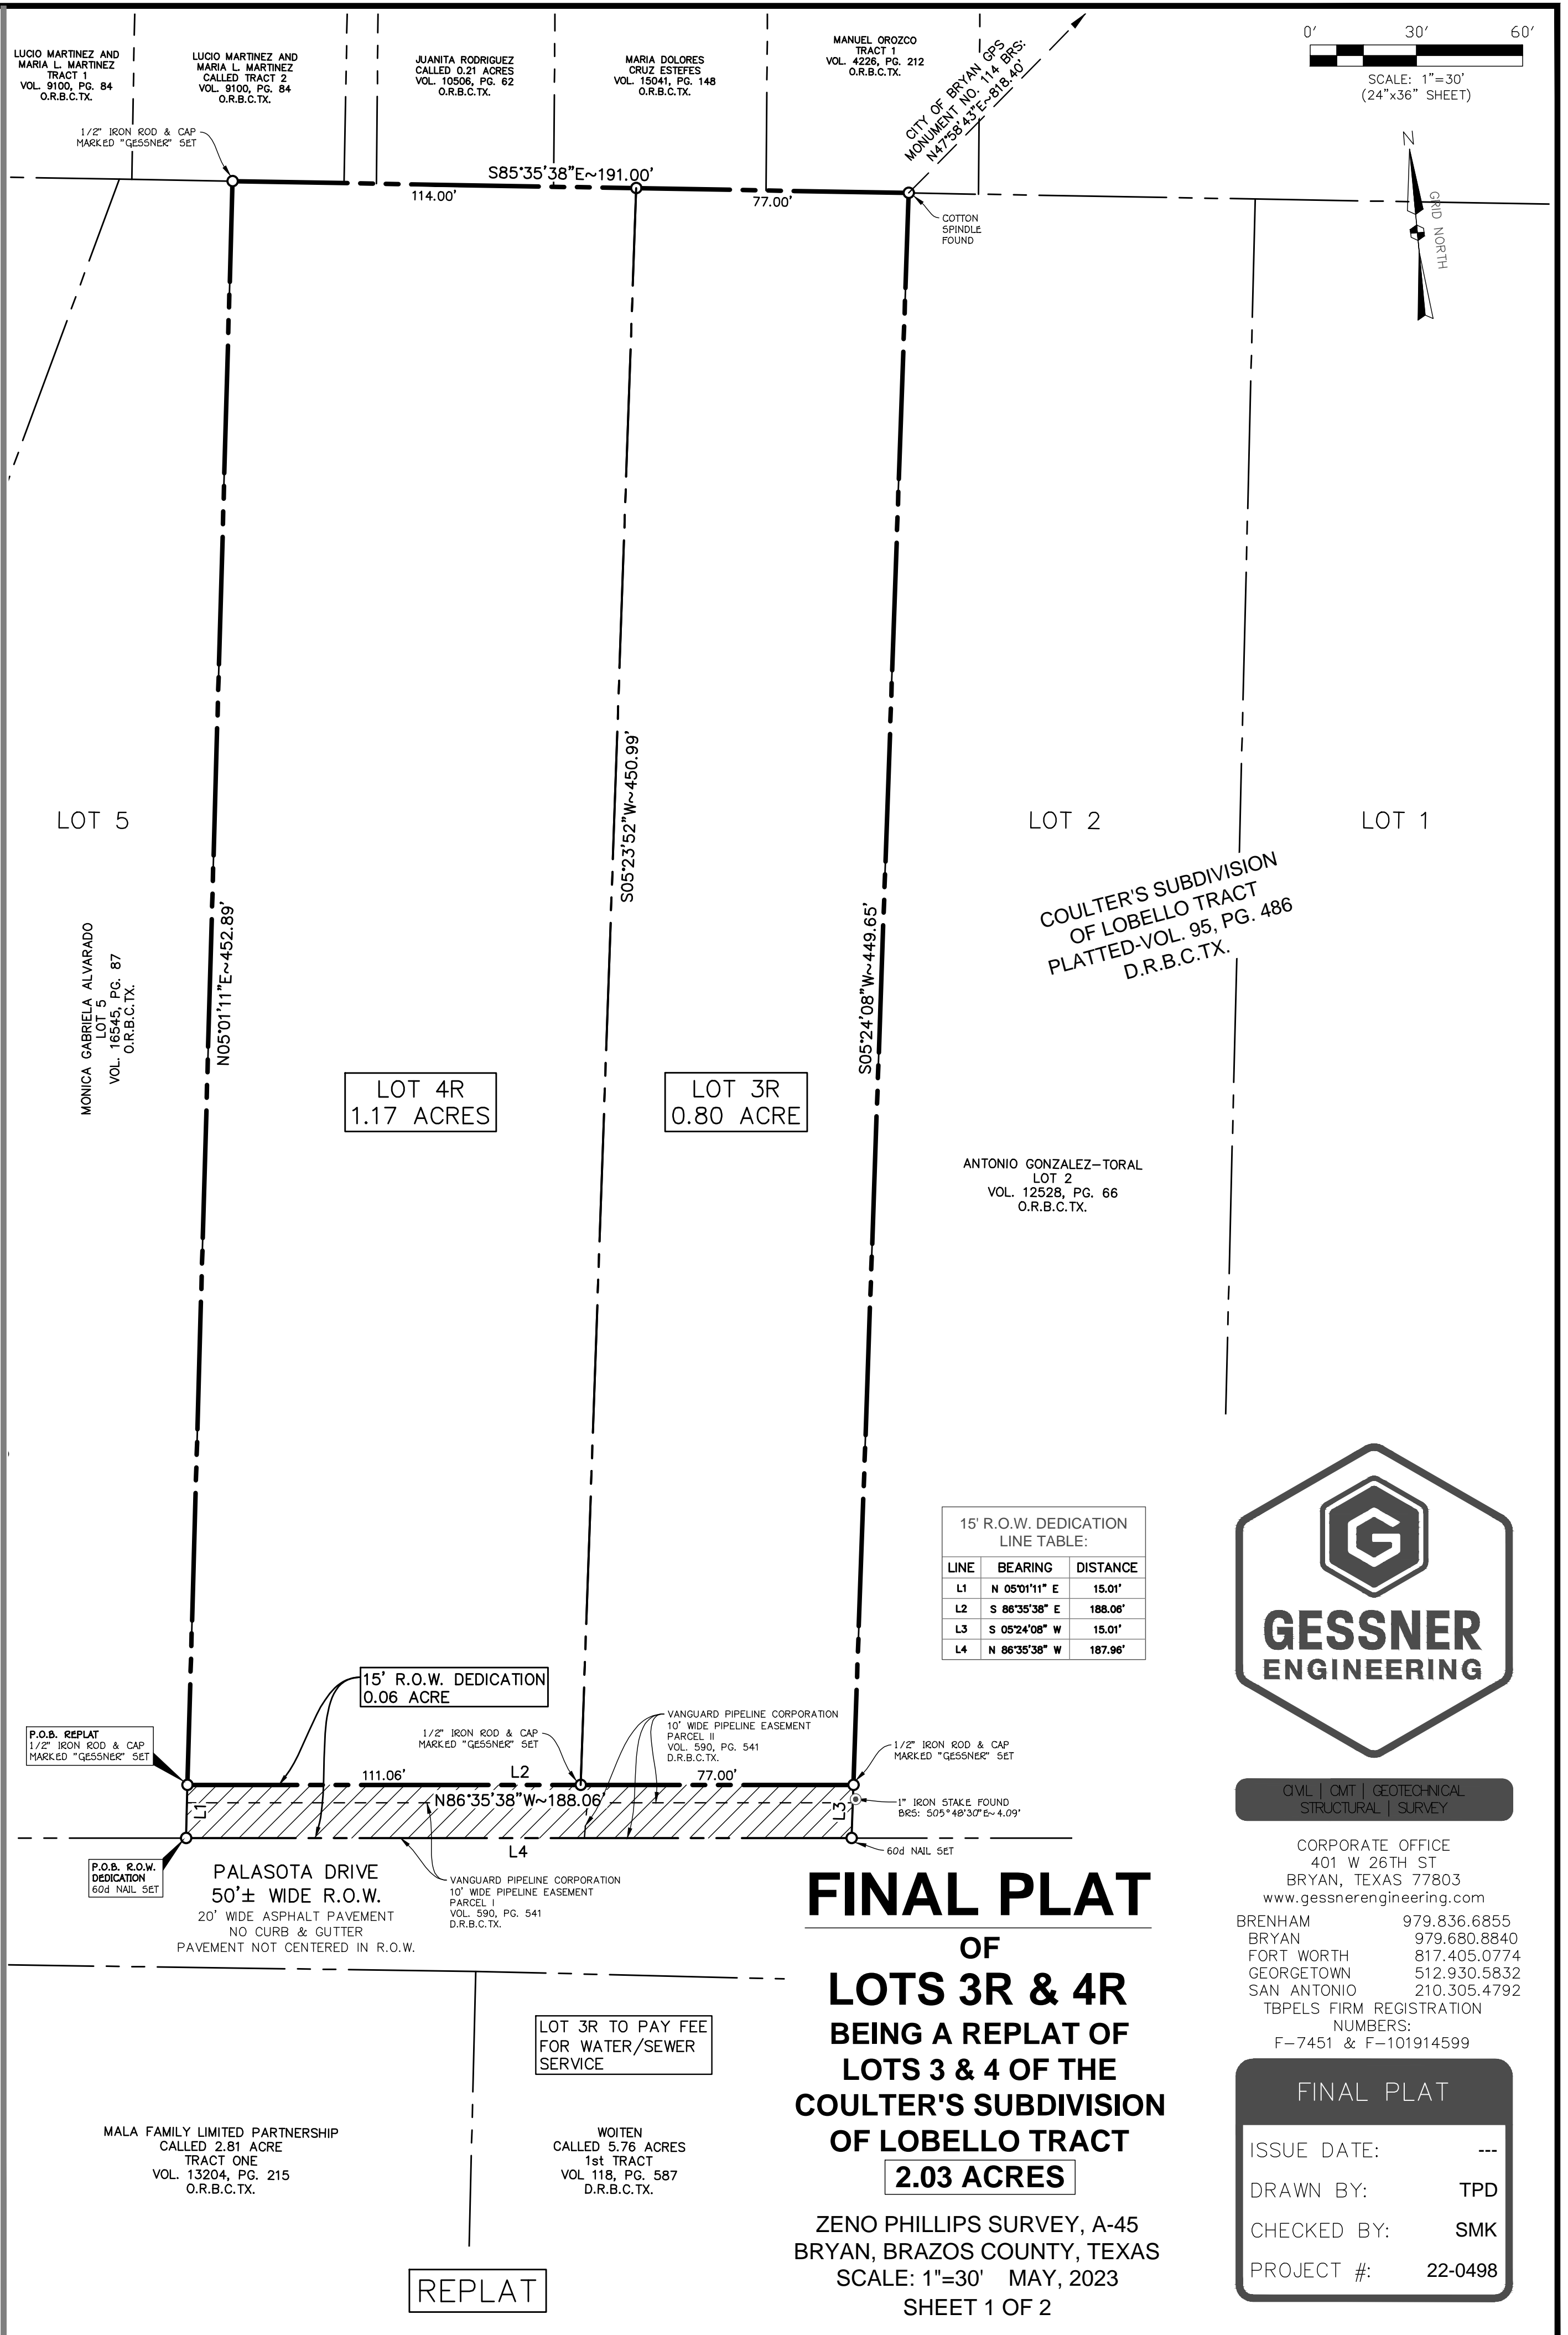 LUCIO MARTINEZ AND
MARIA L. MARTINEZ
TRACT 1
VOL. 9100, PG. 84
O.R.B.C.TX.
LUCIO MARTINEZ AND
MARIA L. MARTINEZ
CALLED TRACT 2
VOL. 9100, PG. 84
O.R.B.C.TX.
JUANITA RODRIGUEZ
CALLED 0.21 ACRES
VOL. 10506, PG. 62
O.R.B.C.TX.
MARIA DOLORES
CRUZ ESTEFES
VOL. 15041, PG. 148
O.R.B.C.TX.
MANUEL OROZCO
TRACT 1
VOL. 4226, PG. 212
O.R.B.C.TX.
CITY OF BRYAN GPS
MONUMENT NO. 114 BRS:
N47°58'43"E~818.40'
0' 30' 60'
SCALE: 1"=30'
(24"x36" SHEET)
N
GRID NORTH
1/2" IRON ROD & CAP
MARKED "GESSNER" SET
S85°35'38"E~191.00'
114.00'
77.00'
COTTON
SPINDLE
FOUND
LOT 5
LOT 2
LOT 1
S05°23'52"W~450.99'
COULTER'S SUBDIVISION
OF LOBELLO TRACT
PLATTED-VOL. 95, PG. 486
D.R.B.C.TX.
MONICA GABRIELA ALVARADO
LOT 5
VOL. 16545, PG. 87
O.R.B.C.TX.
N05°01'11"E~452.89'
S05°24'08"W~449.65'
LOT 4R
1.17 ACRES
LOT 3R
0.80 ACRE
ANTONIO GONZALEZ-TORAL
LOT 2
VOL. 12528, PG. 66
O.R.B.C.TX.
15' R.O.W. DEDICATION
LINE TABLE:
LINE BEARING DISTANCE
L1 N 05°01'11" E 15.01'
L2 S 86°35'38" E 188.06'
L3 S 05°24'08" W 15.01'
L4 N 86°35'38" W 187.96'
15' R.O.W. DEDICATION
0.06 ACRE
P.O.B. REPLAT
1/2" IRON ROD & CAP
MARKED "GESSNER" SET
1/2" IRON ROD & CAP
MARKED "GESSNER" SET
VANGUARD PIPELINE CORPORATION
10' WIDE PIPELINE EASEMENT
PARCEL II
VOL. 590, PG. 541
D.R.B.C.TX.
1/2" IRON ROD & CAP
MARKED "GESSNER" SET
111.06'
L2
77.00'
L1
N86°35'38"W~188.06'
L3
1" IRON STAKE FOUND
BRS: S05°48'30"E~4.09'
L4
60d NAIL SET
P.O.B. R.O.W.
DEDICATION
60d NAIL SET
PALASOTA DRIVE
50'± WIDE R.O.W.
20' WIDE ASPHALT PAVEMENT
NO CURB & GUTTER
PAVEMENT NOT CENTERED IN R.O.W.
VANGUARD PIPELINE CORPORATION
10' WIDE PIPELINE EASEMENT
PARCEL I
VOL. 590, PG. 541
D.R.B.C.TX.
LOT 3R TO PAY FEE
FOR WATER/SEWER
SERVICE
MALA FAMILY LIMITED PARTNERSHIP
CALLED 2.81 ACRE
TRACT ONE
VOL. 13204, PG. 215
O.R.B.C.TX.
WOITEN
CALLED 5.76 ACRES
1st TRACT
VOL 118, PG. 587
D.R.B.C.TX.
REPLAT
FINAL PLAT
OF
LOTS 3R & 4R
BEING A REPLAT OF
LOTS 3 & 4 OF THE
COULTER'S SUBDIVISION
OF LOBELLO TRACT
2.03 ACRES
ZENO PHILLIPS SURVEY, A-45
BRYAN, BRAZOS COUNTY, TEXAS
SCALE: 1"=30' MAY, 2023
SHEET 1 OF 2
G
GESSNER
ENGINEERING
CIVIL | CMT | GEOTECHNICAL
STRUCTURAL | SURVEY
CORPORATE OFFICE
401 W 26TH ST
BRYAN, TEXAS 77803
www.gessnerengineering.com
BRENHAM 979.836.6855
BRYAN 979.680.8840
FORT WORTH 817.405.0774
GEORGETOWN 512.930.5832
SAN ANTONIO 210.305.4792
TBPELS FIRM REGISTRATION
NUMBERS:
F-7451 & F-101914599
FINAL PLAT
ISSUE DATE: ---
DRAWN BY: TPD
CHECKED BY: SMK
PROJECT #: 22-0498